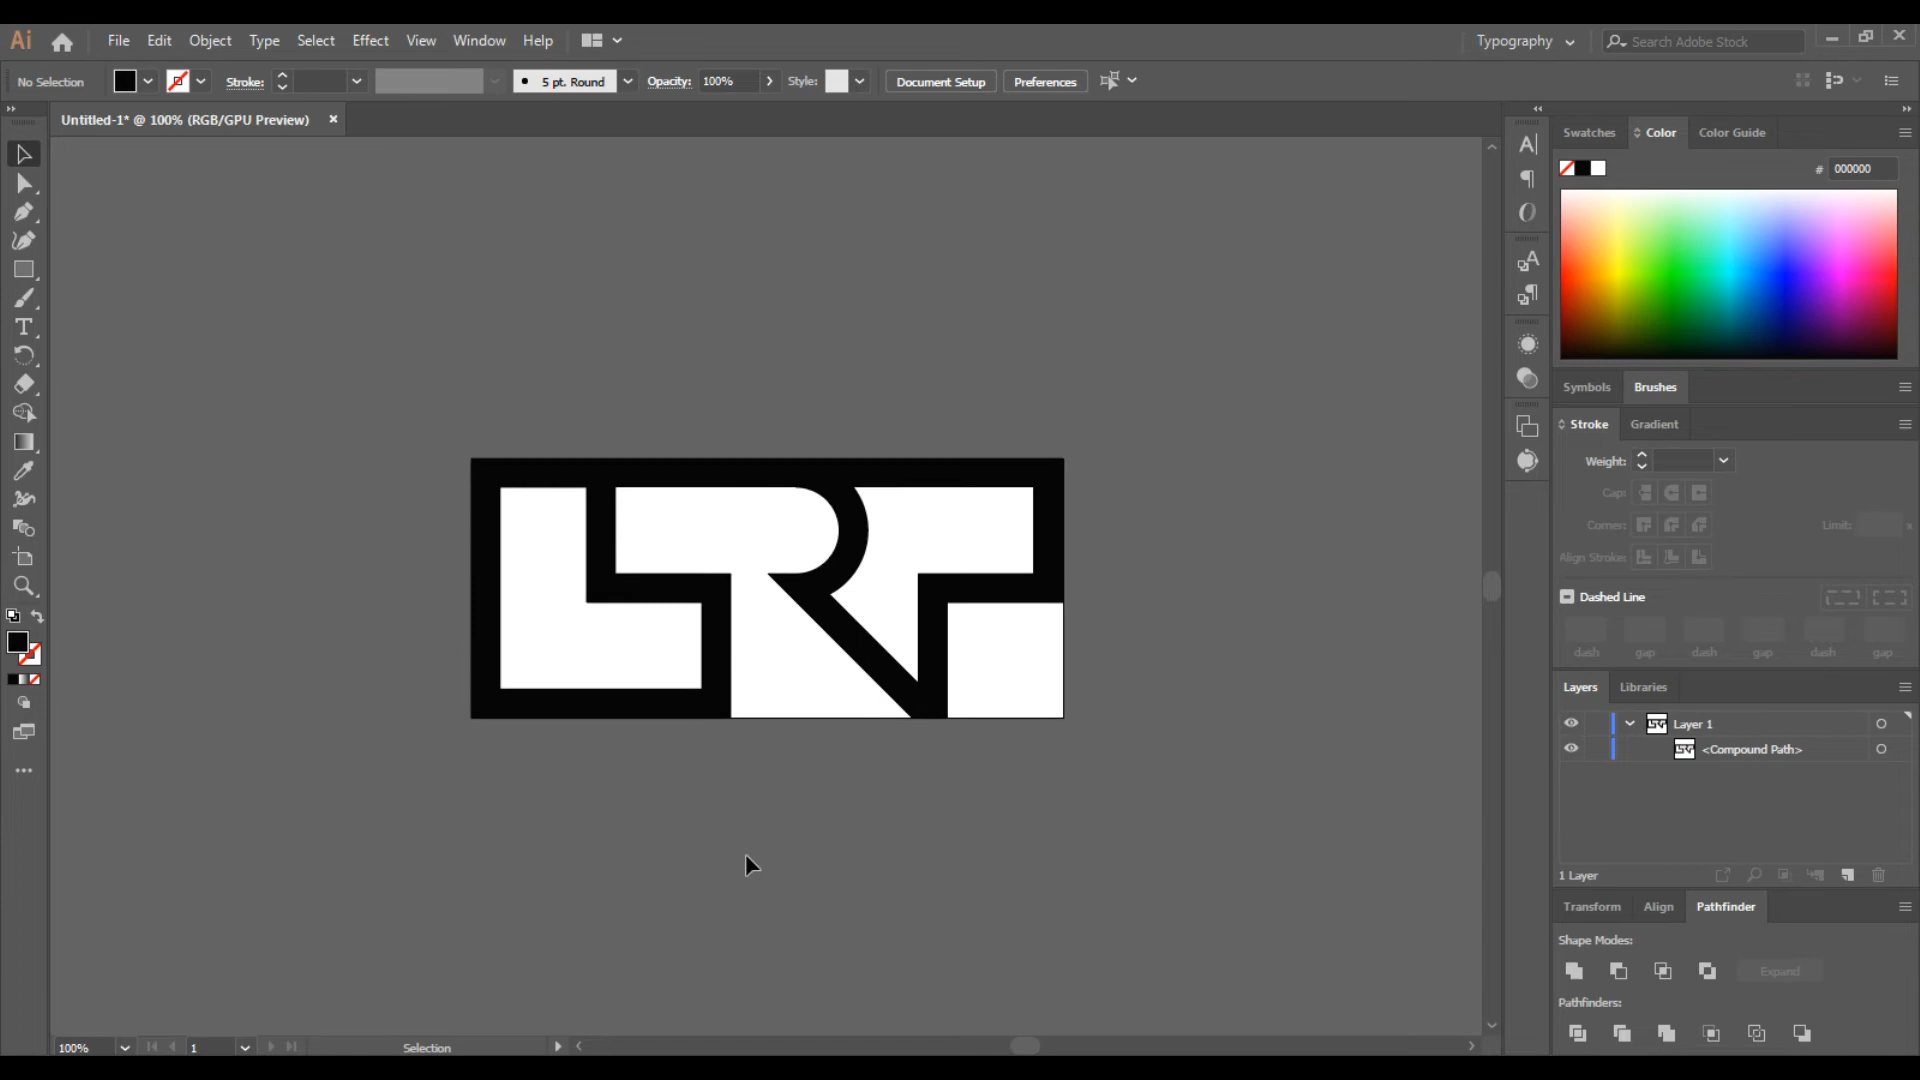 Ai File Edit Object Type Select Effect View Window Help Typography Search Adobe Stock
No Selection Stroke: 5 pt. Round Opacity: 100% Style: Document Setup Preferences
Untitled-1* @ 100% (RGB/GPU Preview)
Swatches Color Color Guide
# 000000
Symbols Brushes
Stroke Gradient
Weight:
Cap:
Corner: Limit: x
Align Stroke:
Dashed Line
dash gap dash gap dash gap
LRT
Layers Libraries
Layer 1
<Compound Path>
1 Layer
Transform Align Pathfinder
Shape Modes:
Expand
Pathfinders:
100% 1 Selection